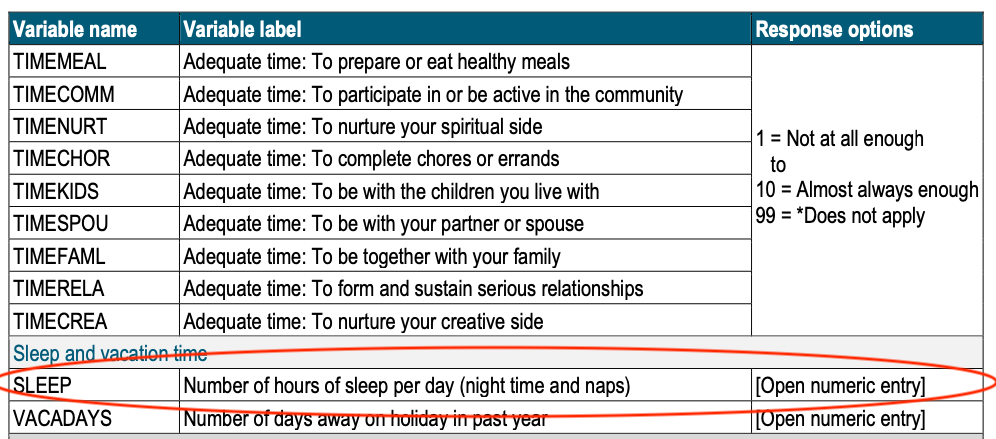 Variable name Variable label Response options
TIMEMEAL Adequate time: To prepare or eat healthy meals
TIMECOMM Adequate time: To participate in or be active in the community
TIMENURT Adequate time: To nurture your spiritual side
TIMECHOR Adequate time: To complete chores or errands
TIMEKIDS Adequate time: To be with the children you live with
TIMESPOU Adequate time: To be with your partner or spouse
TIMEFAML Adequate time: To be together with your family
TIMERELA Adequate time: To form and sustain serious relationships
TIMECREA Adequate time: To nurture your creative side
1 = Not at all enough
to
10 = Almost always enough
99 = *Does not apply
Sleep and vacation time
SLEEP Number of hours of sleep per day (night time and naps) [Open numeric entry]
VACADAYS Number of days away on holiday in past year [Open numeric entry]